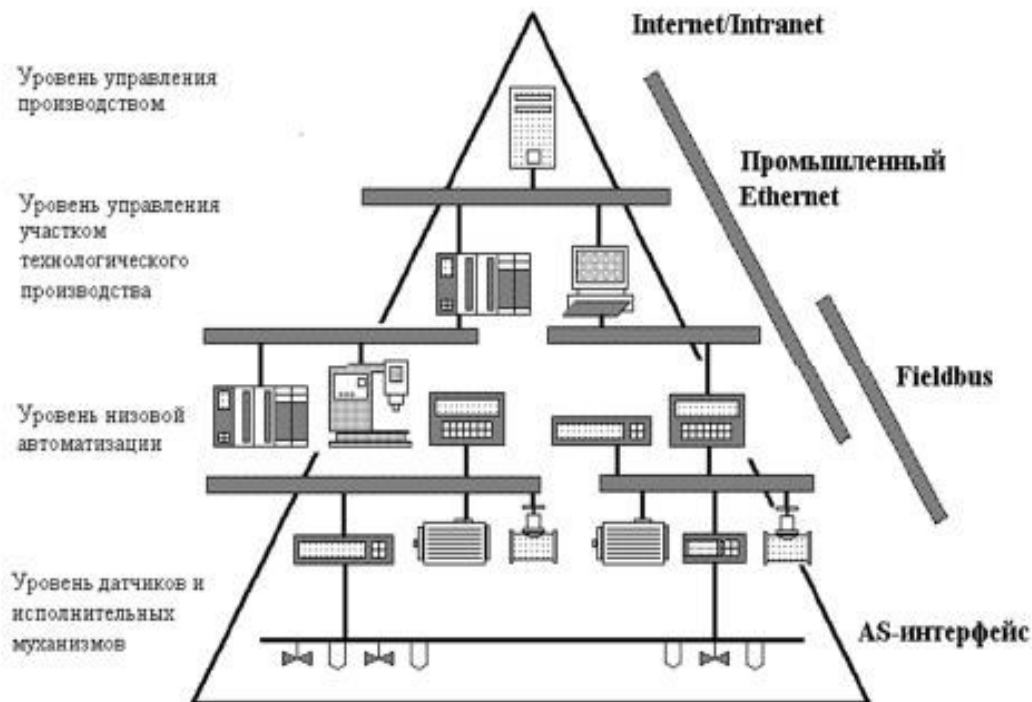 Internet/Intranet
Уровень управления
производством
Промышленный
Ethernet
Уровень управления
участком
технологического
производства
Fieldbus
Уровень низовой
автоматизации
Уровень датчиков и
исполнительных
муханизмов
AS-интерфейс